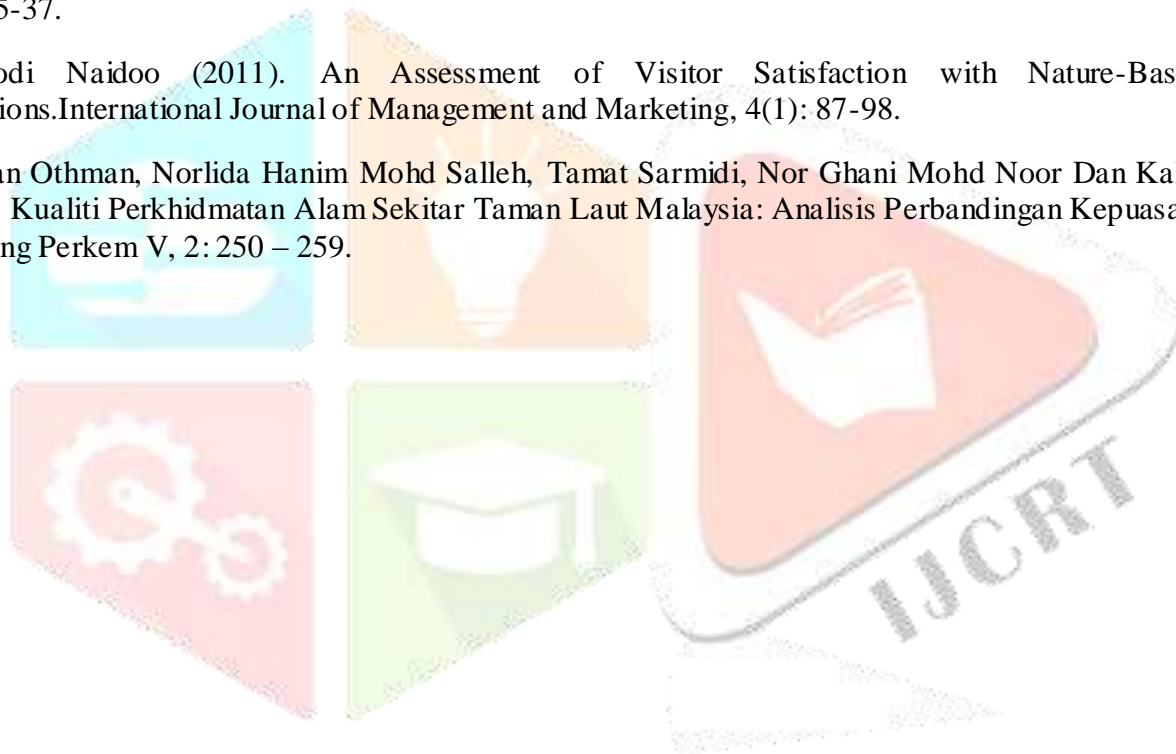 5-37.
odi Naidoo (2011). An Assessment of Visitor Satisfaction with Nature-Bas
ions.International Journal of Management and Marketing, 4(1): 87-98.
an Othman, Norlida Hanim Mohd Salleh, Tamat Sarmidi, Nor Ghani Mohd Noor Dan Ka
Kualiti Perkhidmatan Alam Sekitar Taman Laut Malaysia: Analisis Perbandingan Kepuasa
ng Perkem V, 2: 250 – 259.
IJCRT